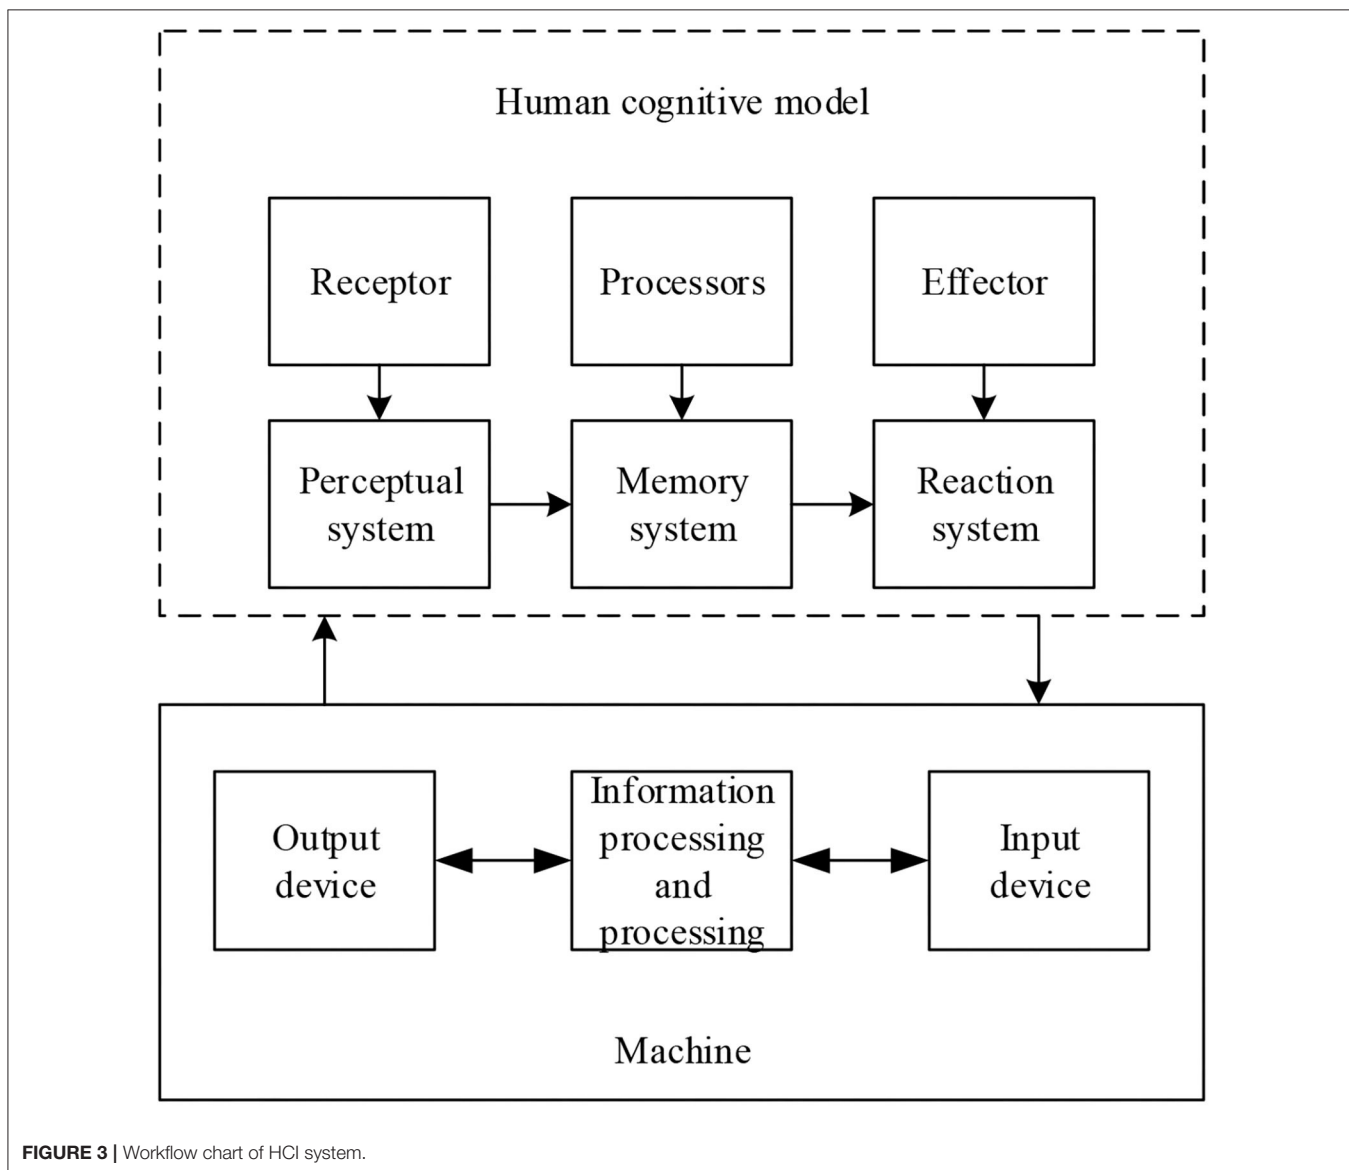 Human cognitive model
Receptor
Processors
Effector
Perceptual
system
Memory
system
Reaction
system
Output
device
Information
processing
and
processing
Input
device
Machine
FIGURE 3 | Workflow chart of HCI system.